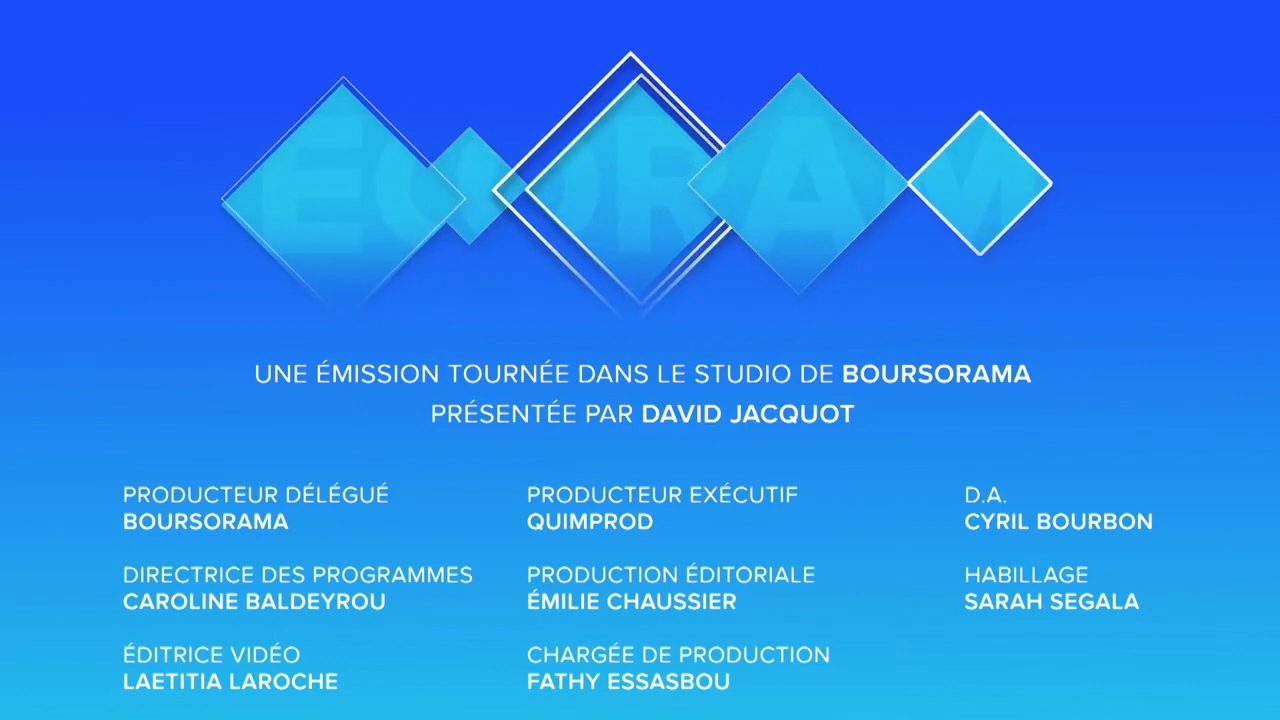 ECORAM
UNE ÉMISSION TOURNÉE DANS LE STUDIO DE BOURSORAMA
PRÉSENTÉE PAR DAVID JACQUOT
PRODUCTEUR DÉLÉGUÉ
BOURSORAMA
DIRECTRICE DES PROGRAMMES
CAROLINE BALDEYROU
ÉDITRICE VIDÉO
LAETITIA LAROCHE
PRODUCTEUR EXÉCUTIF
QUIMPROD
PRODUCTION ÉDITORIALE
ÉMILIE CHAUSSIER
CHARGÉE DE PRODUCTION
FATHY ESSASBOU
D.A.
CYRIL BOURBON
HABILLAGE
SARAH SEGALA